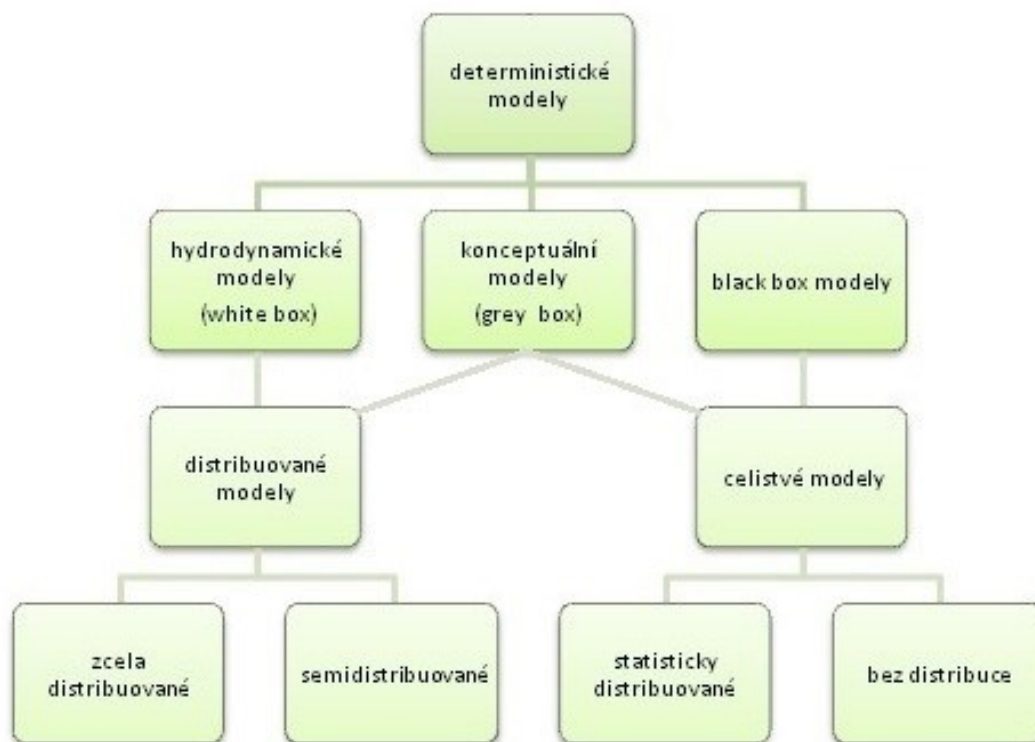 deterministické
modely
hydrodynamické
modely
(white box)
konceptuální
modely
(grey box)
black box modely
distribuované
modely
celistvé modely
zcela
distribuované
semidistribuované
statisticky
distribuované
bez distribuce